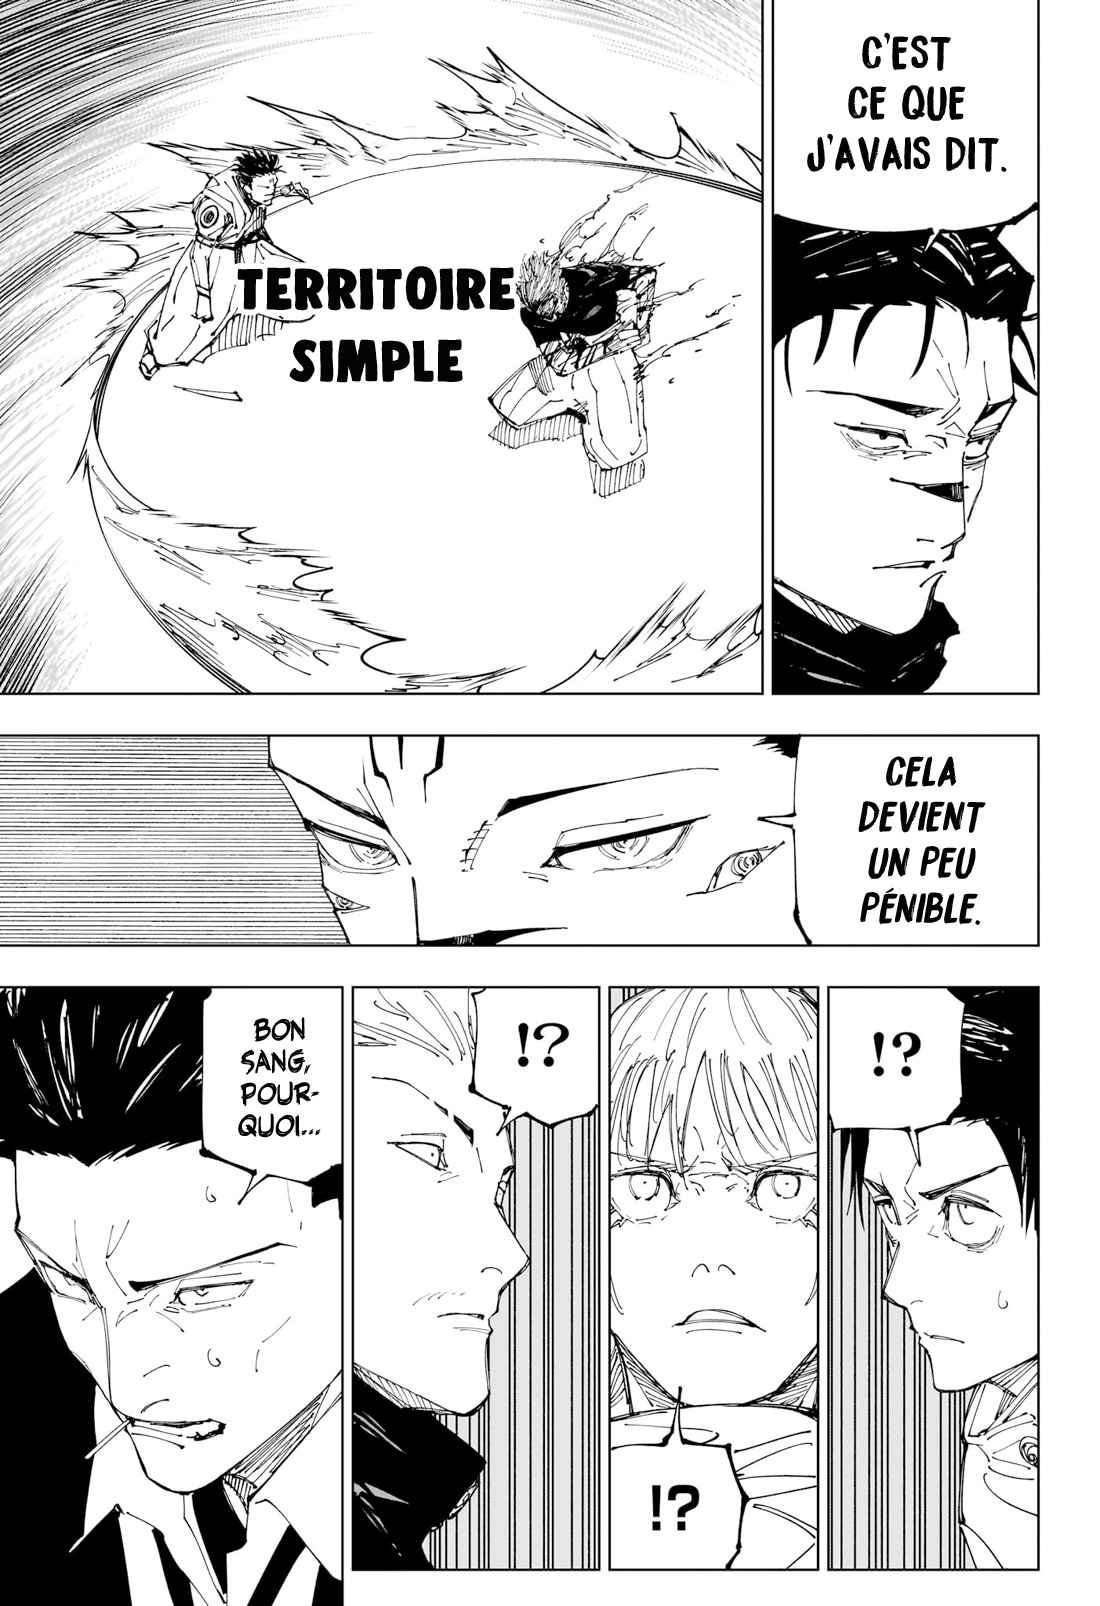 C'EST
CE QUE
J'AVAIS DIT.
TERRITOIRE
SIMPLE
CELA
DEVIENT
UN PEU
PÉNIBLE.
!?
!?
!?
BON
SANG,
POUR-
QUOI...